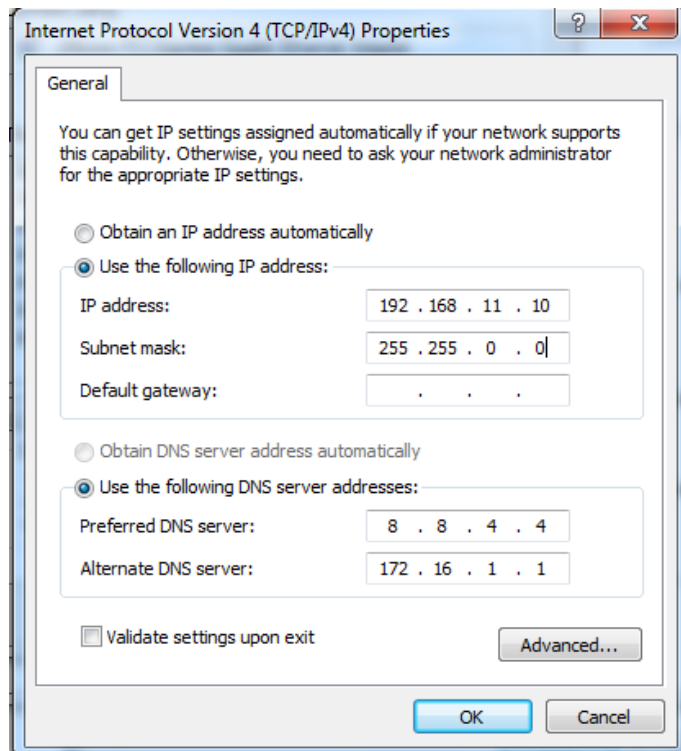 Internet Protocol Version 4 (TCP/IPv4) Properties
?
X
General
You can get IP settings assigned automatically if your network supports
this capability. Otherwise, you need to ask your network administrator
for the appropriate IP settings.
Obtain an IP address automatically
Use the following IP address:
IP address: 192 . 168 . 11 . 10
Subnet mask: 255 . 255 . 0 . 0
Default gateway: . . .
Obtain DNS server address automatically
Use the following DNS server addresses:
Preferred DNS server: 8 . 8 . 4 . 4
Alternate DNS server: 172 . 16 . 1 . 1
Validate settings upon exit
Advanced...
OK Cancel